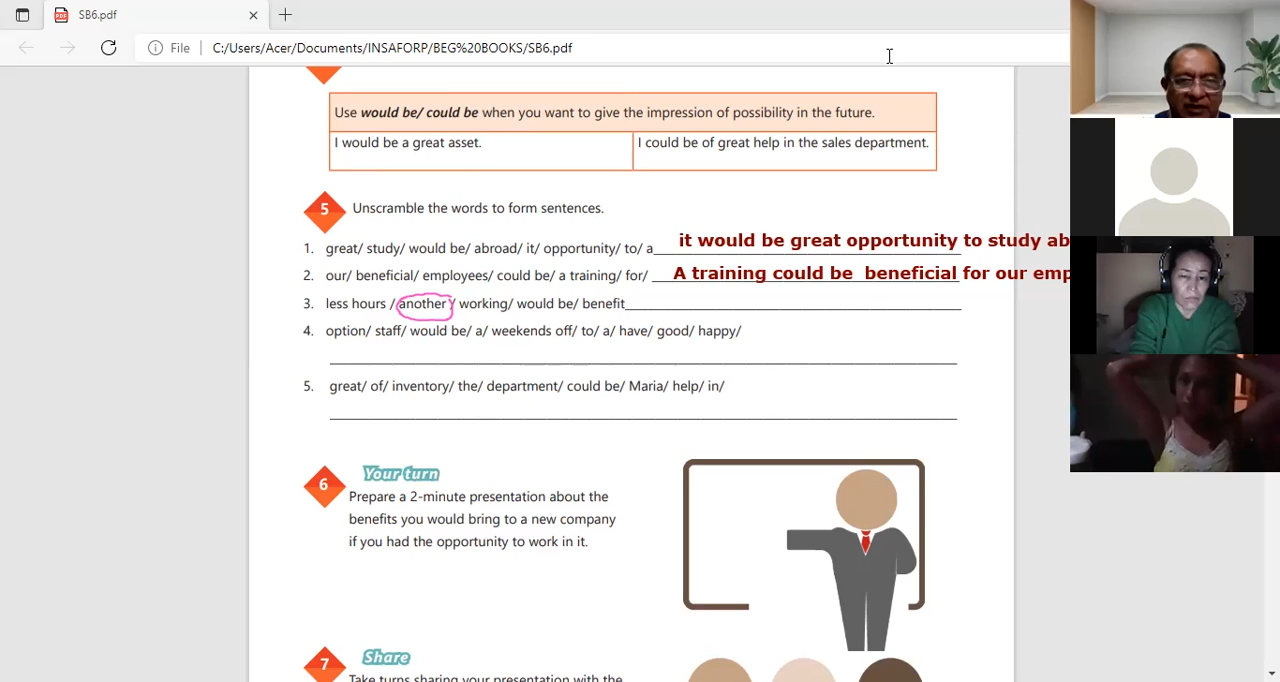 SB6.pdf
File
C:/Users/Acer/Documents/INSAFORP/BEG%20BOOKS/SB6.pdf
Use would be/ could be when you want to give the impression of possibility in the future.
I would be a great asset.
I could be of great help in the sales department.
5 Unscramble the words to form sentences.
1. great/ study/ would be/ abroad/ it/ opportunity/ to/ a it would be great opportunity to study ab
2. our/ beneficial/ employees/ could be/ a training/ for/ A training could be beneficial for our emp
3. less hours / another / working/ would be/ benefit
4. option/ staff/ would be/ a/ weekends off/ to/ a/ have/ good/ happy/
5. great/ of/ inventory/ the/ department/ could be/ Maria/ help/ in/
6 Your turn
Prepare a 2-minute presentation about the
benefits you would bring to a new company
if you had the opportunity to work in it.
7 Share
Take turns sharing your presentation with the